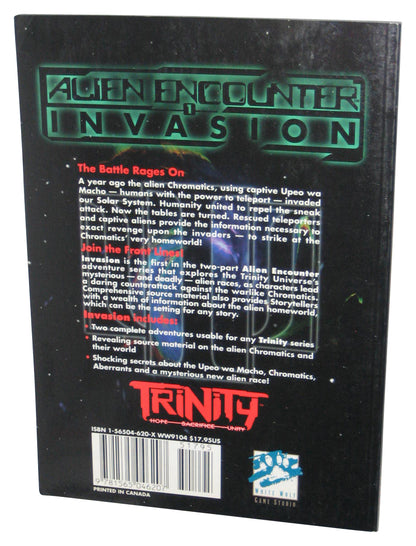 ALIEN ENCOUNTER
1
INVASION
The Battle Rages On
A year ago the alien Chromatics, using captive Upeo wa
Macho — humans with the power to teleport — invaded
our Solar System. Humanity united to repel the sneak
attack. Now the tables are turned. Rescued teleporters
and captive aliens provide the information necessary to
exact revenge upon the invaders — to strike at the
Chromatics' very homeworld!
Join the Front Lines!
Invasion is the first in the two-part Alien Encounter
adventure series that explores the Trinity Universe's
mysterious — and deadly — alien races, as characters lead
a daring counterattack against the warlike Chromatics.
Comprehensive source material also provides Storytellers
with a wealth of information about the alien homeworld,
which can be the setting for any story.
Invasion includes:
• Two complete adventures usable for any Trinity series
• Revealing source material on the alien Chromatics and
their world
• Shocking secrets about the Upeo wa Macho, Chromatics,
Aberrants and a mysterious new alien race!
TRINITY
HOPE SACRIFICE UNITY
ISBN 1-56504-620-X WW9104 $17.95US
51795
9 781565 046207
PRINTED IN CANADA
WHITE WOLF
GAME STUDIO